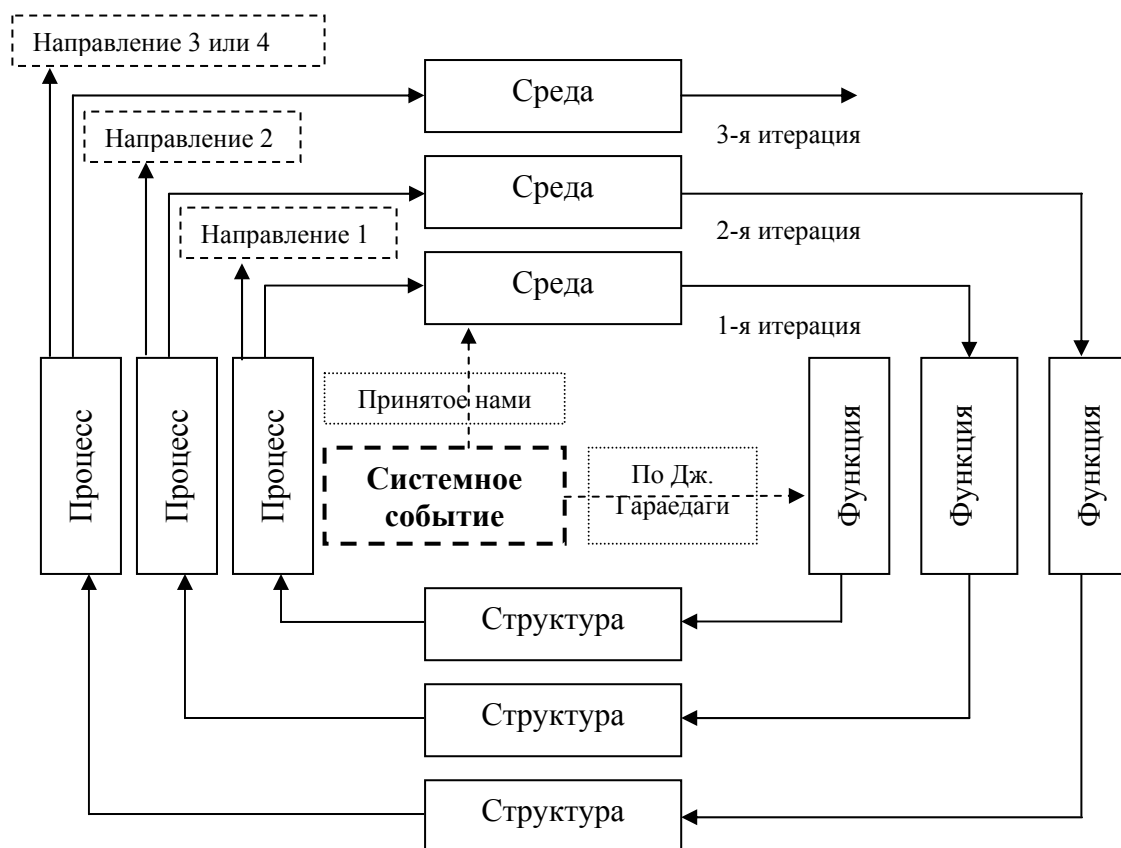 Направление 3 или 4
Среда
3-я итерация
Направление 2
Среда
2-я итерация
Направление 1
Среда
1-я итерация
Процесс
Процесс
Процесс
Принятое нами
Системное
событие
По Дж.
Гараедаги
Функция
Функция
Функция
Структура
Структура
Структура